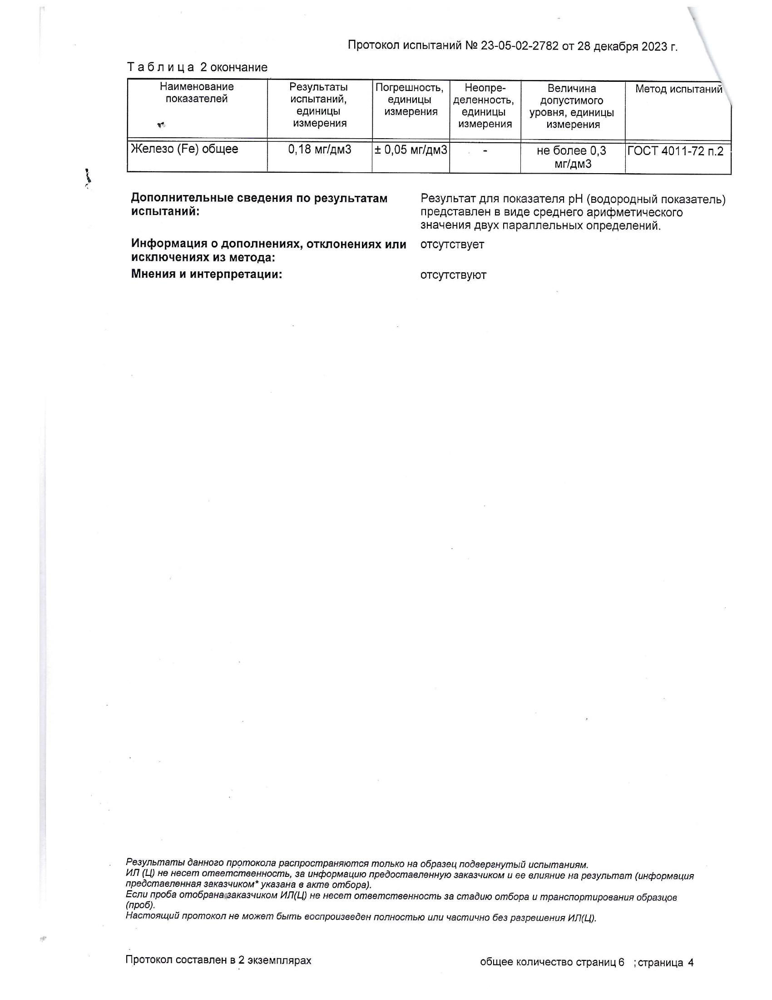 Протокол испытаний № 23-05-02-2782 от 28 декабря 2023 г.
Таблица 2 окончание
Наименование показателей
Результаты испытаний, единицы измерения
Погрешность, единицы измерения
Неопре-деленность, единицы измерения
Величина допустимого уровня, единицы измерения
Метод испытаний
Железо (Fe) общее
0,18 мг/дм3
± 0,05 мг/дм3
-
не более 0,3 мг/дм3
ГОСТ 4011-72 п.2
Дополнительные сведения по результатам
испытаний:
Результат для показателя pH (водородный показатель)
представлен в виде среднего арифметического
значения двух параллельных определений.
Информация о дополнениях, отклонениях или
исключениях из метода:
отсутствует
Мнения и интерпретации:
отсутствуют
Результаты данного протокола распространяются только на образец подвергнутый испытаниям.
ИЛ (Ц) не несет ответственность, за информацию предоставленную заказчиком и ее влияние на результат (информация
представленная заказчиком* указана в акте отбора).
Если проба отобрана заказчиком ИЛ(Ц) не несет ответственность за стадию отбора и транспортирования образцов
(проб).
Настоящий протокол не может быть воспроизведен полностью или частично без разрешения ИЛ(Ц).
Протокол составлен в 2 экземплярах
общее количество страниц 6 ; страница 4